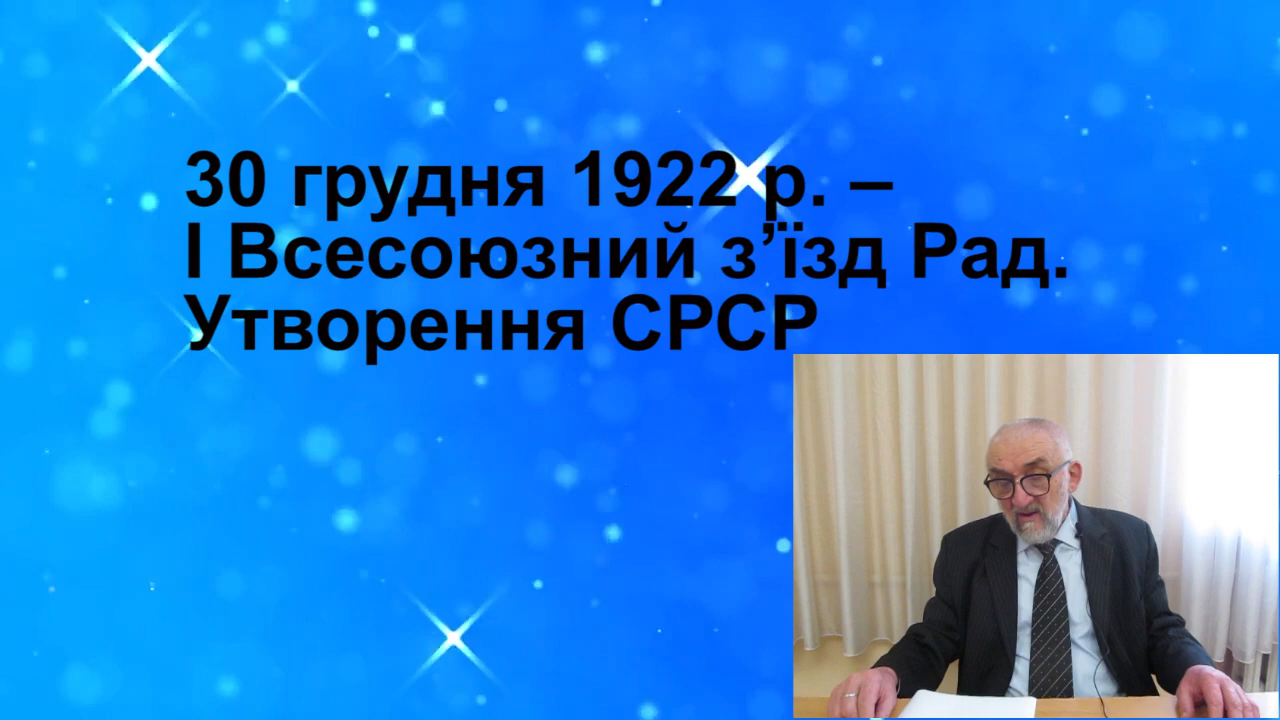 30 грудня 1922 р. –
І Всесоюзний з’їзд Рад.
Утворення СРСР